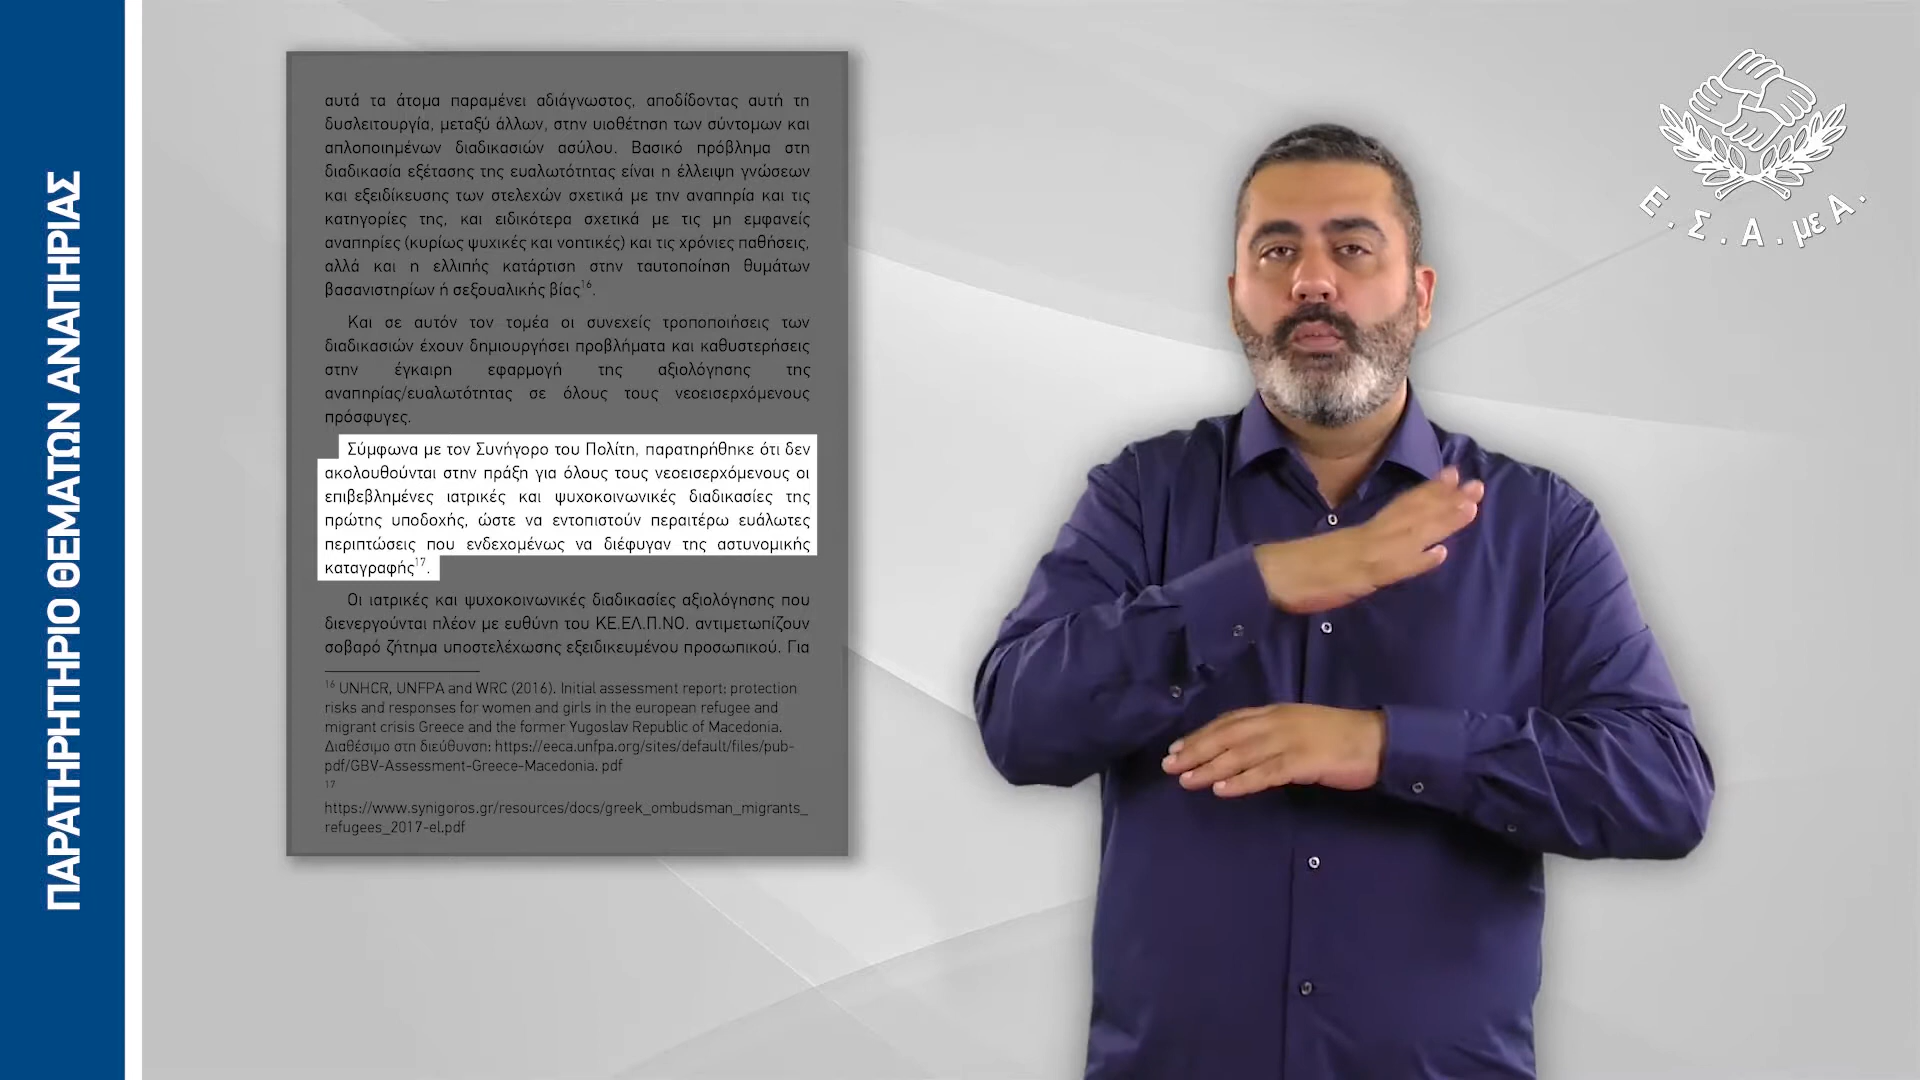 ΠΑΡΑΤΗΡΗΤΗΡΙΟ ΘΕΜΑΤΩΝ ΑΝΑΠΗΡΙΑΣ
αυτά τα άτομα παραμένει αδιάγνωστος, αποδίδοντας αυτή τη
δυσλειτουργία, μεταξύ άλλων, στην υιοθέτηση των σύντομων και
απλοποιημένων διαδικασιών ασύλου. Βασικό πρόβλημα στη
διαδικασία εξέτασης της ευαλωτότητας είναι η έλλειψη γνώσεων
και εξειδίκευσης των στελεχών σχετικά με την αναπηρία και τις
κατηγορίες της, και ειδικότερα σχετικά με τις μη εμφανείς
αναπηρίες (κυρίως ψυχικές και νοητικές) και τις χρόνιες παθήσεις,
αλλά και η ελλιπής κατάρτιση στην ταυτοποίηση θυμάτων
βασανιστηρίων ή σεξουαλικής βίας16.
Και σε αυτόν τον τομέα οι συνεχείς τροποποιήσεις των
διαδικασιών έχουν δημιουργήσει προβλήματα και καθυστερήσεις
στην έγκαιρη εφαρμογή της αξιολόγησης της
αναπηρίας/ευαλωτότητας σε όλους τους νεοεισερχόμενους
πρόσφυγες.
Σύμφωνα με τον Συνήγορο του Πολίτη, παρατηρήθηκε ότι δεν
ακολουθούνται στην πράξη για όλους τους νεοεισερχόμενους οι
επιβεβλημένες ιατρικές και ψυχοκοινωνικές διαδικασίες της
πρώτης υποδοχής, ώστε να εντοπιστούν περαιτέρω ευάλωτες
περιπτώσεις που ενδεχομένως να διέφυγαν της αστυνομικής
καταγραφής17.
Οι ιατρικές και ψυχοκοινωνικές διαδικασίες αξιολόγησης που
διενεργούνται πλέον με ευθύνη του ΚΕ.ΕΛ.Π.ΝΟ. αντιμετωπίζουν
σοβαρό ζήτημα υποστελέχωσης εξειδικευμένου προσωπικού. Για
16 UNHCR, UNFPA and WRC (2016). Initial assessment report: protection
risks and responses for women and girls in the european refugee and
migrant crisis Greece and the former Yugoslav Republic of Macedonia.
Διαθέσιμο στη διεύθυνση: https://eeca.unfpa.org/sites/default/files/pub-
pdf/GBV-Assessment-Greece-Macedonia. pdf
17
https://www.synigoros.gr/resources/docs/greek_ombudsman_migrants_
refugees_2017-el.pdf
Ε.Σ.Α.με Α.